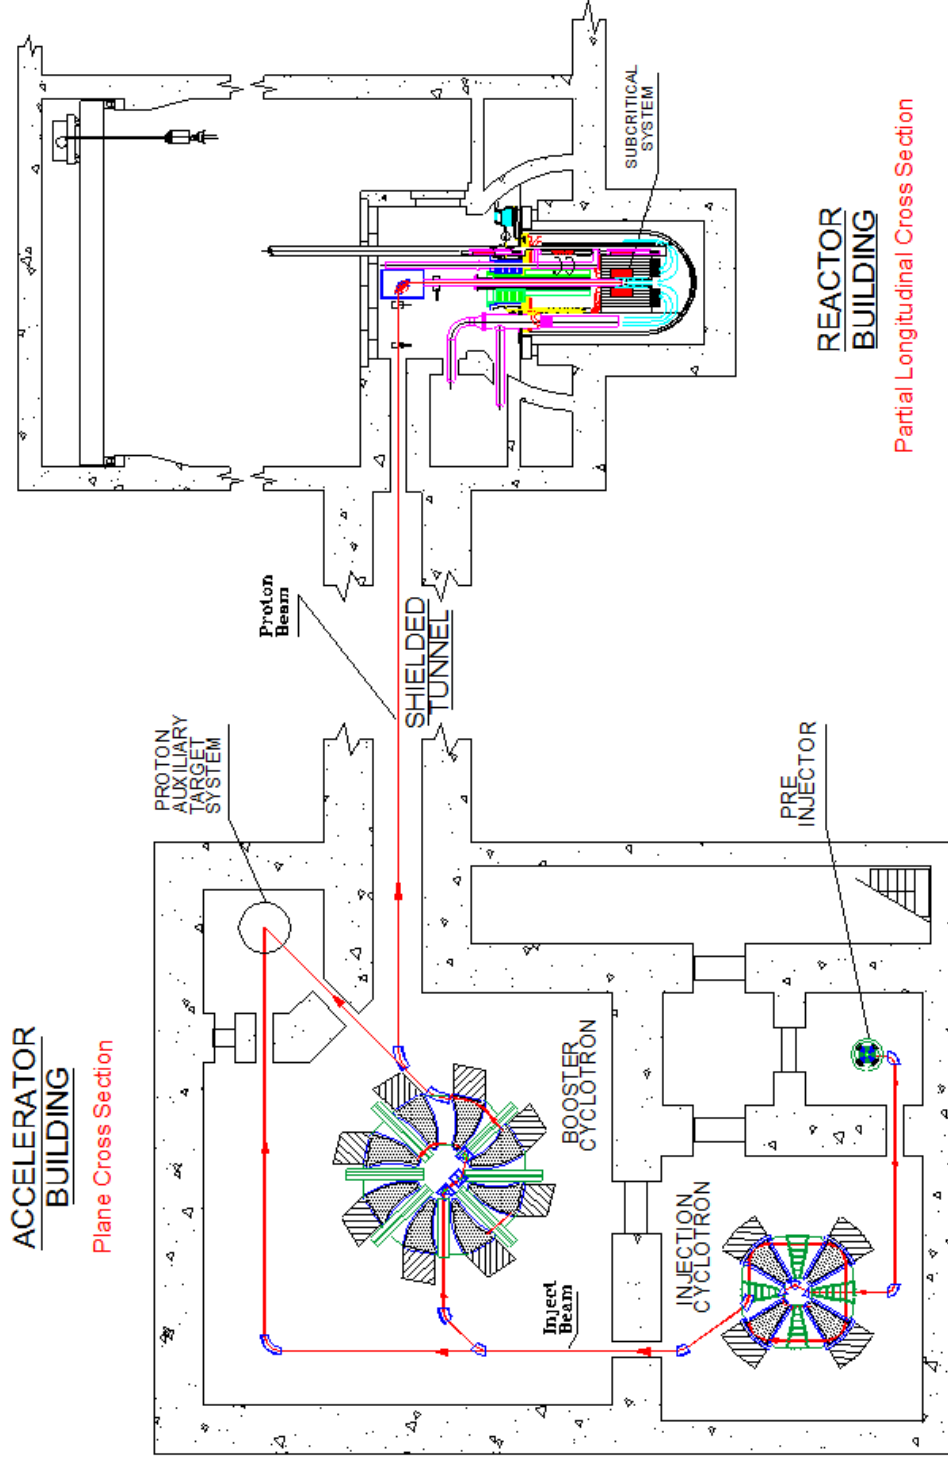 ACCELERATOR
BUILDING
Plane Cross Section
PROTON
AUXILIARY
TARGET
SYSTEM
Proton
Beam
SHIELDED
TUNNEL
BOOSTER
CYCLOTRON
Inject
Beam
INJECTION
CYCLOTRON
PRE
INJECTOR
SUBCRITICAL
SYSTEM
REACTOR
BUILDING
Partial Longitudinal Cross Section